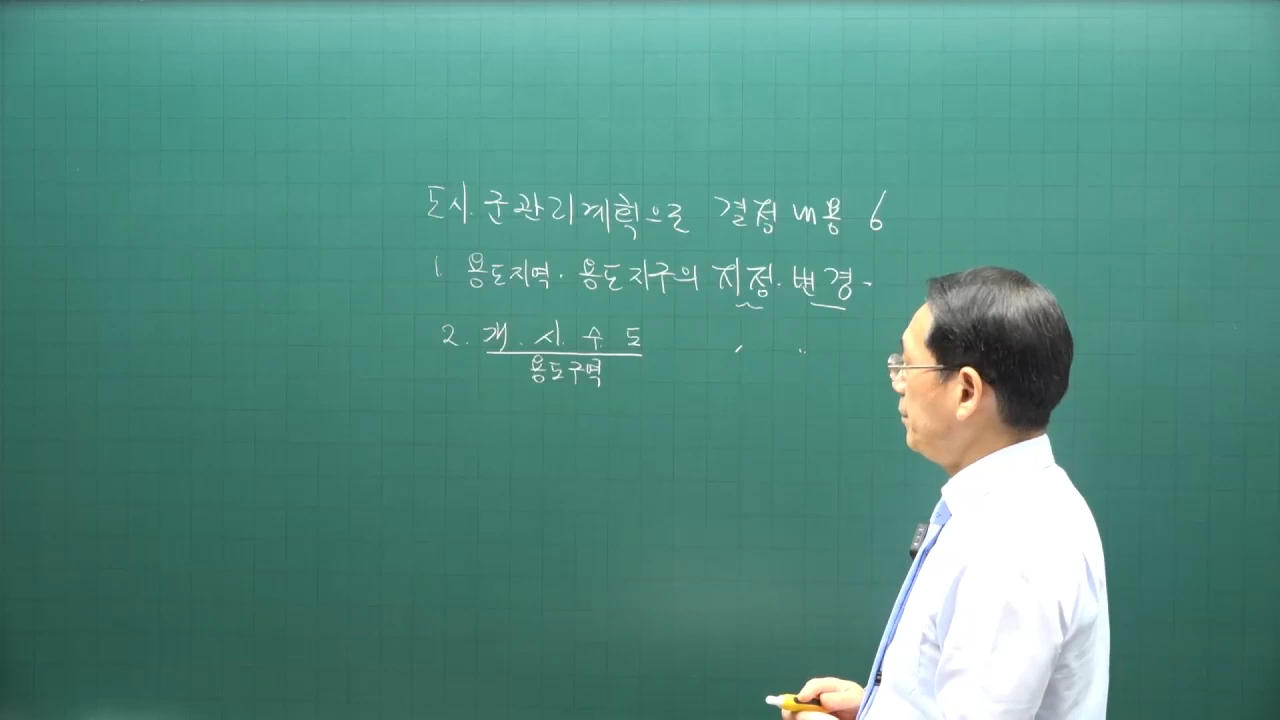 도시.군관리계획으로 결정 내용 6
1. 용도지역·용도지구의 지정·변경-
2. 개. 시. 수. 도 〃 〃
용도구역